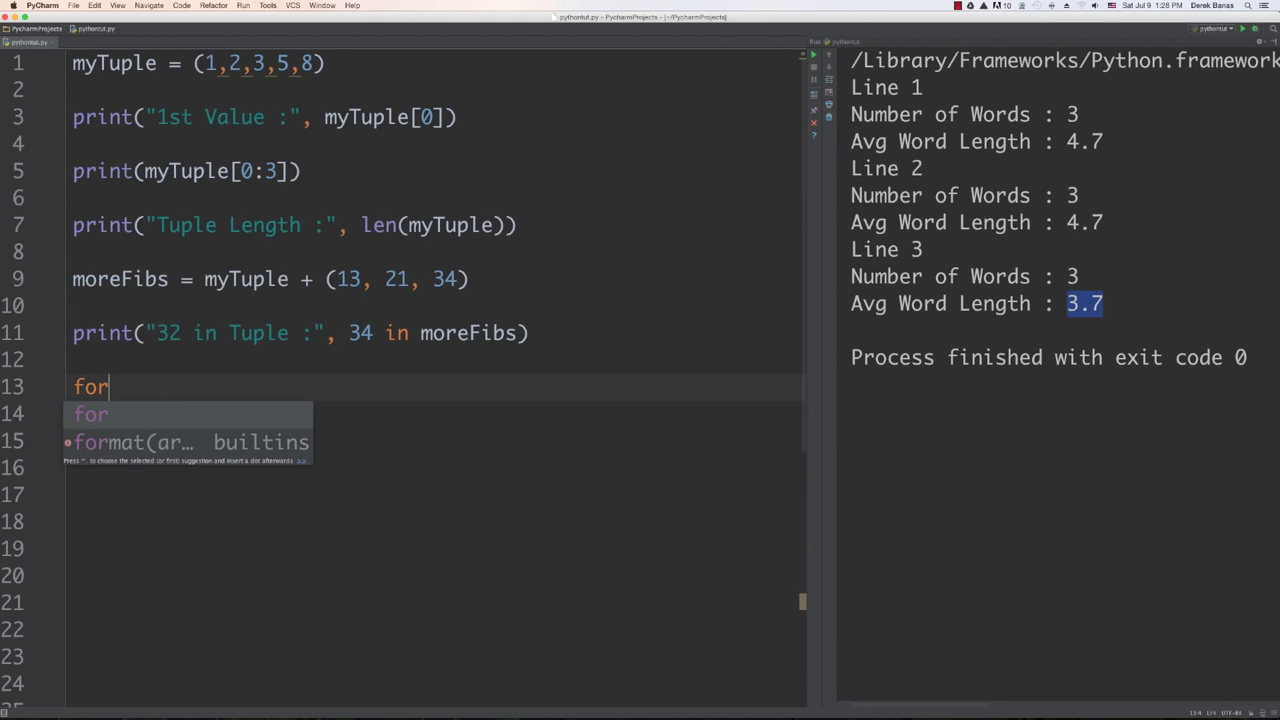 PyCharm File Edit View Navigate Code Refactor Run Tools VCS Window Help 10 Sat Jul 9 1:28 PM Derek Banas
pythontut.py - PycharmProjects - [~/PycharmProjects]
PycharmProjects pythontut.py pythontut
pythontut.py
Run pythontut
1 myTuple = (1,2,3,5,8)
2
3 print("1st Value :", myTuple[0])
4
5 print(myTuple[0:3])
6
7 print("Tuple Length :", len(myTuple))
8
9 moreFibs = myTuple + (13, 21, 34)
10
11 print("32 in Tuple :", 34 in moreFibs)
12
13 for
14
for
15
format(ar... builtins
Press ^. to choose the selected (or first) suggestion and insert a dot afterwards >>
16
17
18
19
20
21
22
23
24
25
/Library/Frameworks/Python.framework
Line 1
Number of Words : 3
Avg Word Length : 4.7
Line 2
Number of Words : 3
Avg Word Length : 4.7
Line 3
Number of Words : 3
Avg Word Length : 3.7
Process finished with exit code 0
13:4 LF≑ UTF-8≑